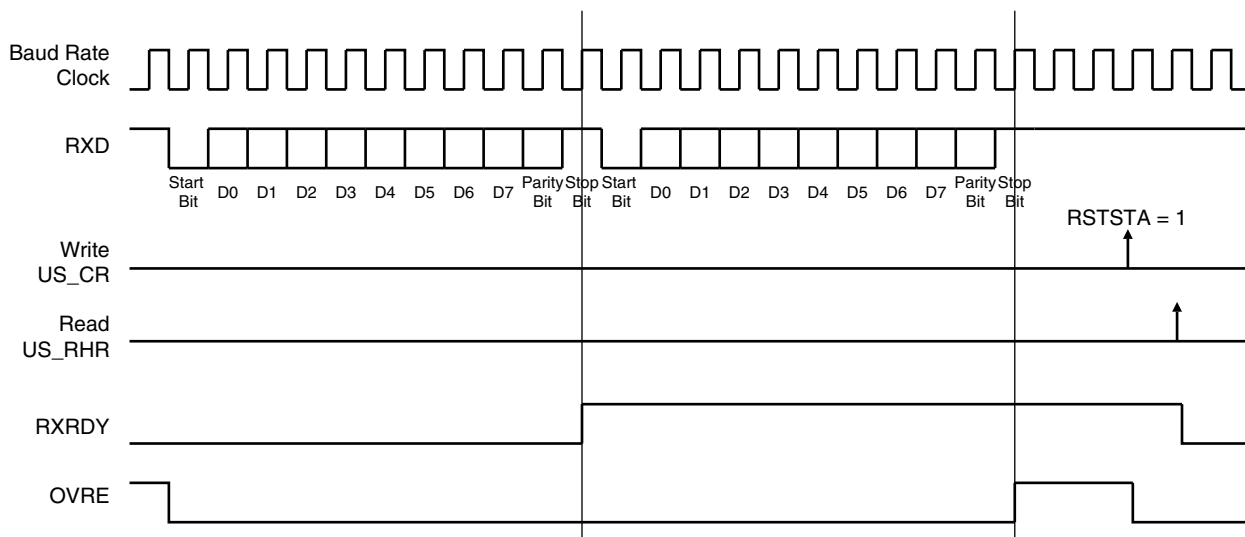 Baud Rate
Clock
RXD
Start
Bit
D0
D1
D2
D3
D4
D5
D6
D7
Parity
Bit
Stop
Bit
Start
Bit
D0
D1
D2
D3
D4
D5
D6
D7
Parity
Bit
Stop
Bit
RSTSTA = 1
Write
US_CR
Read
US_RHR
RXRDY
OVRE